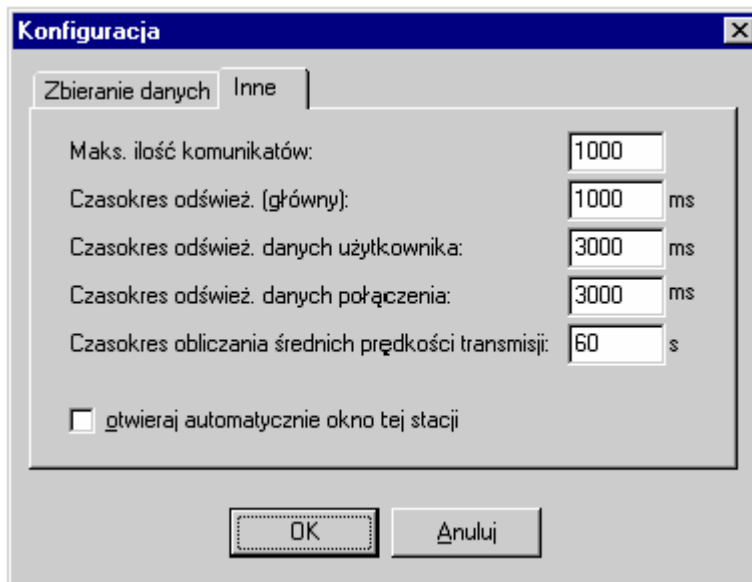 Konfiguracja
Zbieranie danych Inne
Maks. ilość komunikatów: 1000
Czasokres odśwież. (główny): 1000 ms
Czasokres odśwież. danych użytkownika: 3000 ms
Czasokres odśwież. danych połączenia: 3000 ms
Czasokres obliczania średnich prędkości transmisji: 60 s
otwieraj automatycznie okno tej stacji
OK Anuluj